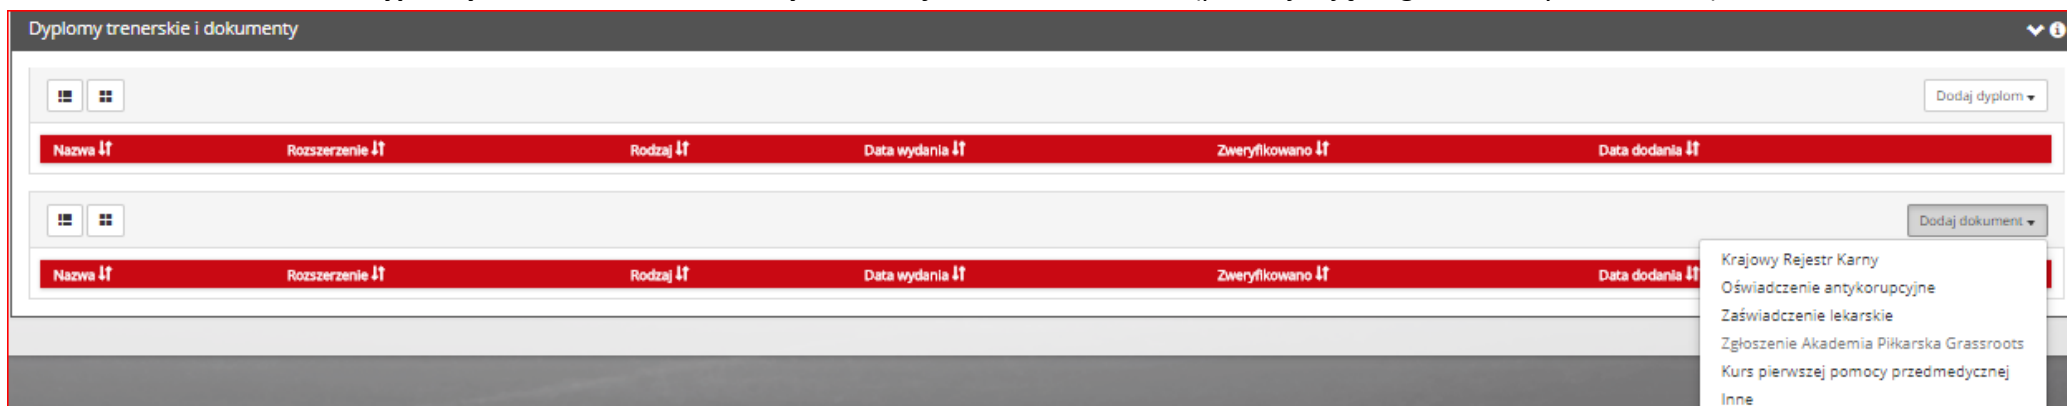 Dyplomy trenerskie i dokumenty
Dodaj dyplom
Nazwa Rozszerzenie Rodzaj Data wydania Zweryfikowano Data dodania
Dodaj dokument
Nazwa Rozszerzenie Rodzaj Data wydania Zweryfikowano Data dodania
Krajowy Rejestr Karny
Oświadczenie antykorupcyjne
Zaświadczenie lekarskie
Zgłoszenie Akademia Piłkarska Grassroots
Kurs pierwszej pomocy przedmedycznej
Inne